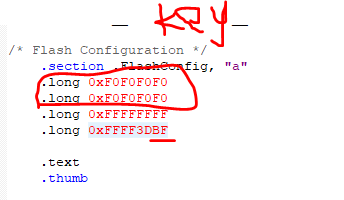 KEY
/* Flash Configuration */
.section .FlashConfig, "a"
.long 0xF0F0F0F0
.long 0xF0F0F0F0
.long 0xFFFFFFFF
.long 0xFFFF3DBF
.text
.thumb